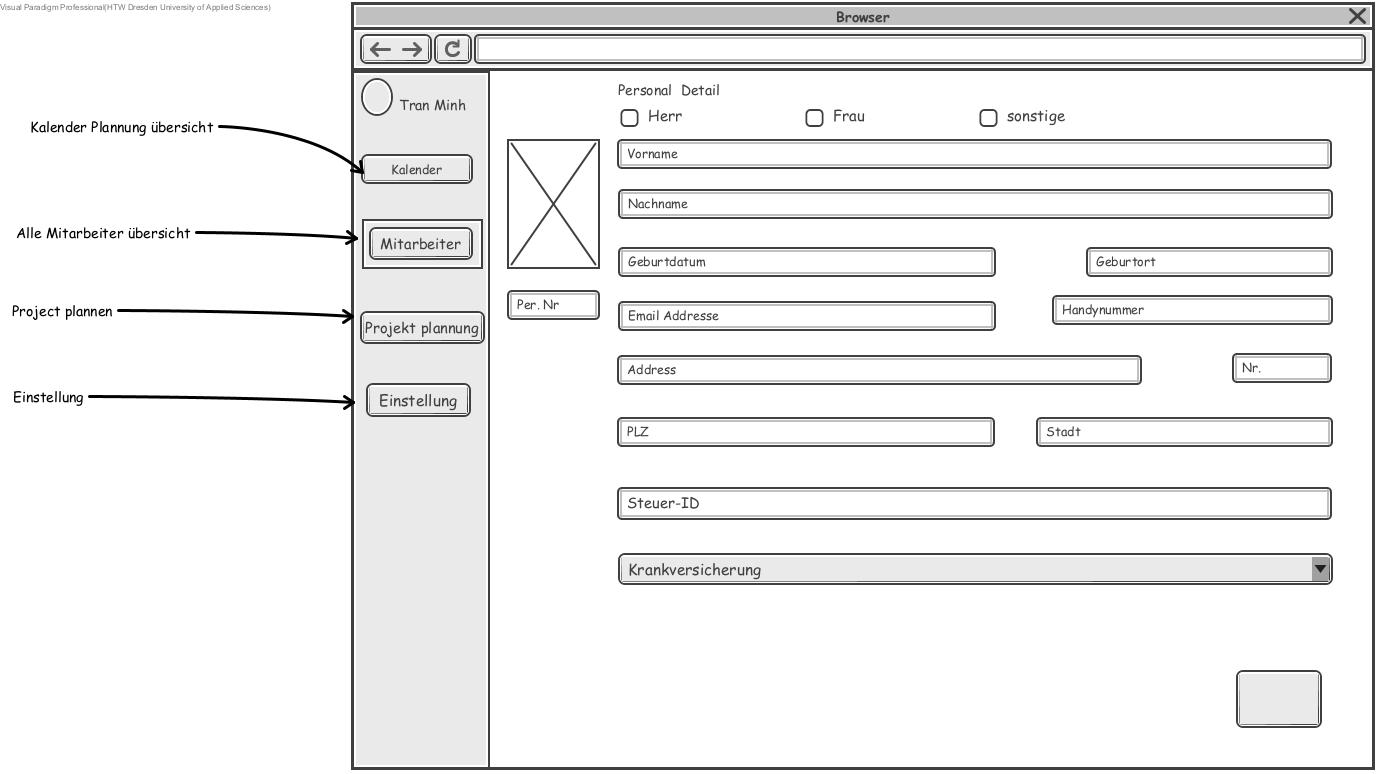 Visual Paradigm Professional(HTW Dresden University of Applied Sciences)
Browser
Tran Minh
Kalender Plannung übersicht
Kalender
Alle Mitarbeiter übersicht
Mitarbeiter
Project plannen
Projekt plannung
Einstellung
Einstellung
Personal Detail
Herr Frau sonstige
Vorname
Nachname
Geburtdatum Geburtort
Per. Nr
Email Addresse Handynummer
Address Nr.
PLZ Stadt
Steuer-ID
Krankversicherung